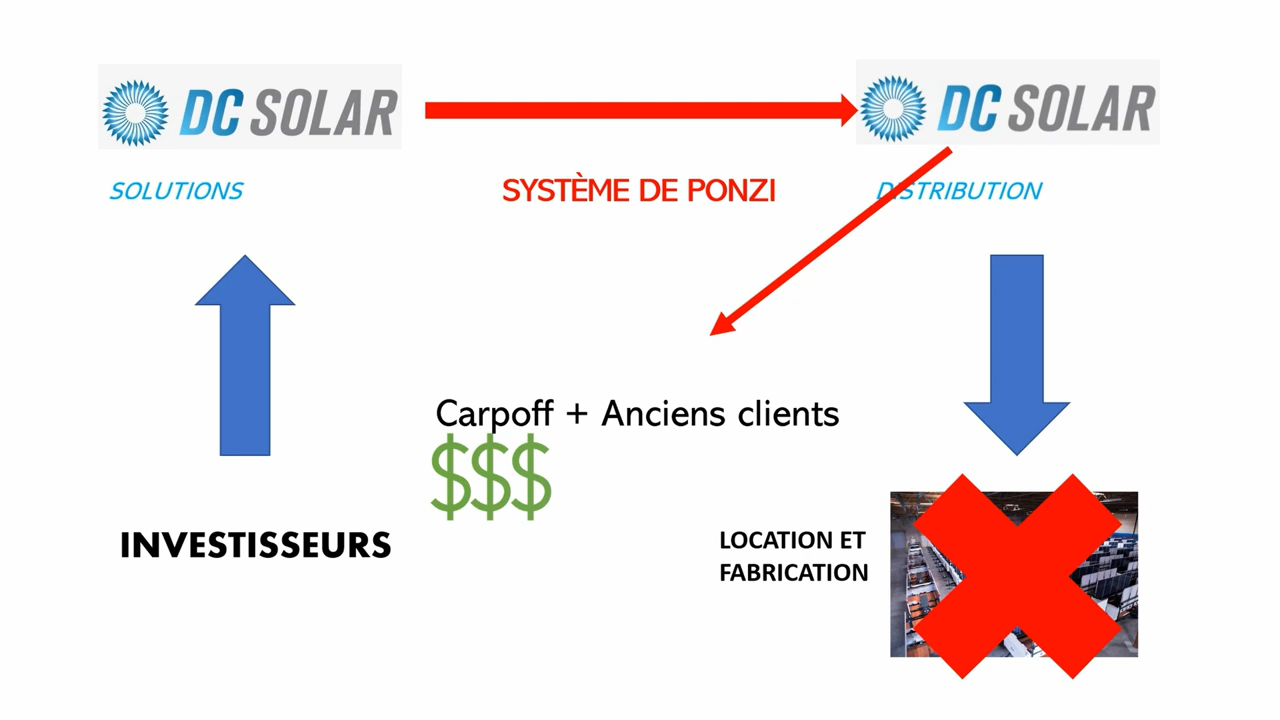 DC SOLAR
DC SOLAR
SOLUTIONS
SYSTÈME DE PONZI
DISTRIBUTION
Carpoff + Anciens clients
$$$
INVESTISSEURS
LOCATION ET
FABRICATION